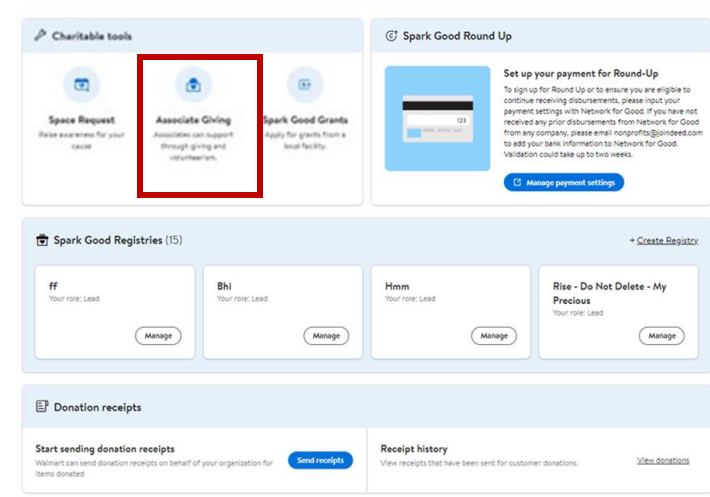 Charitable tools
Space Request
Raise awareness for your
cause
Associate Giving
Associates can support
through giving and
volunteerism.
Spark Good Grants
Apply for grants from a
local facility.
Spark Good Round Up
123
Set up your payment for Round-Up
To sign up for Round Up or to ensure you are eligible to
continue receiving disbursements, please input your
payment settings with Network for Good. If you have not
received any prior disbursements from Network for Good
from any company, please email nonprofits@joindeed.com
to add your bank information to Network for Good.
Validation could take up to two weeks.
Manage payment settings
Spark Good Registries (15)
+ Create Registry
ff
Your role: Lead
Manage
Bhi
Your role: Lead
Manage
Hmm
Your role: Lead
Manage
Rise - Do Not Delete - My
Precious
Your role: Lead
Manage
Donation receipts
Start sending donation receipts
Walmart can send donation receipts on behalf of your organization for
items donated
Send receipts
Receipt history
View receipts that have been sent for customer donations.
View donations